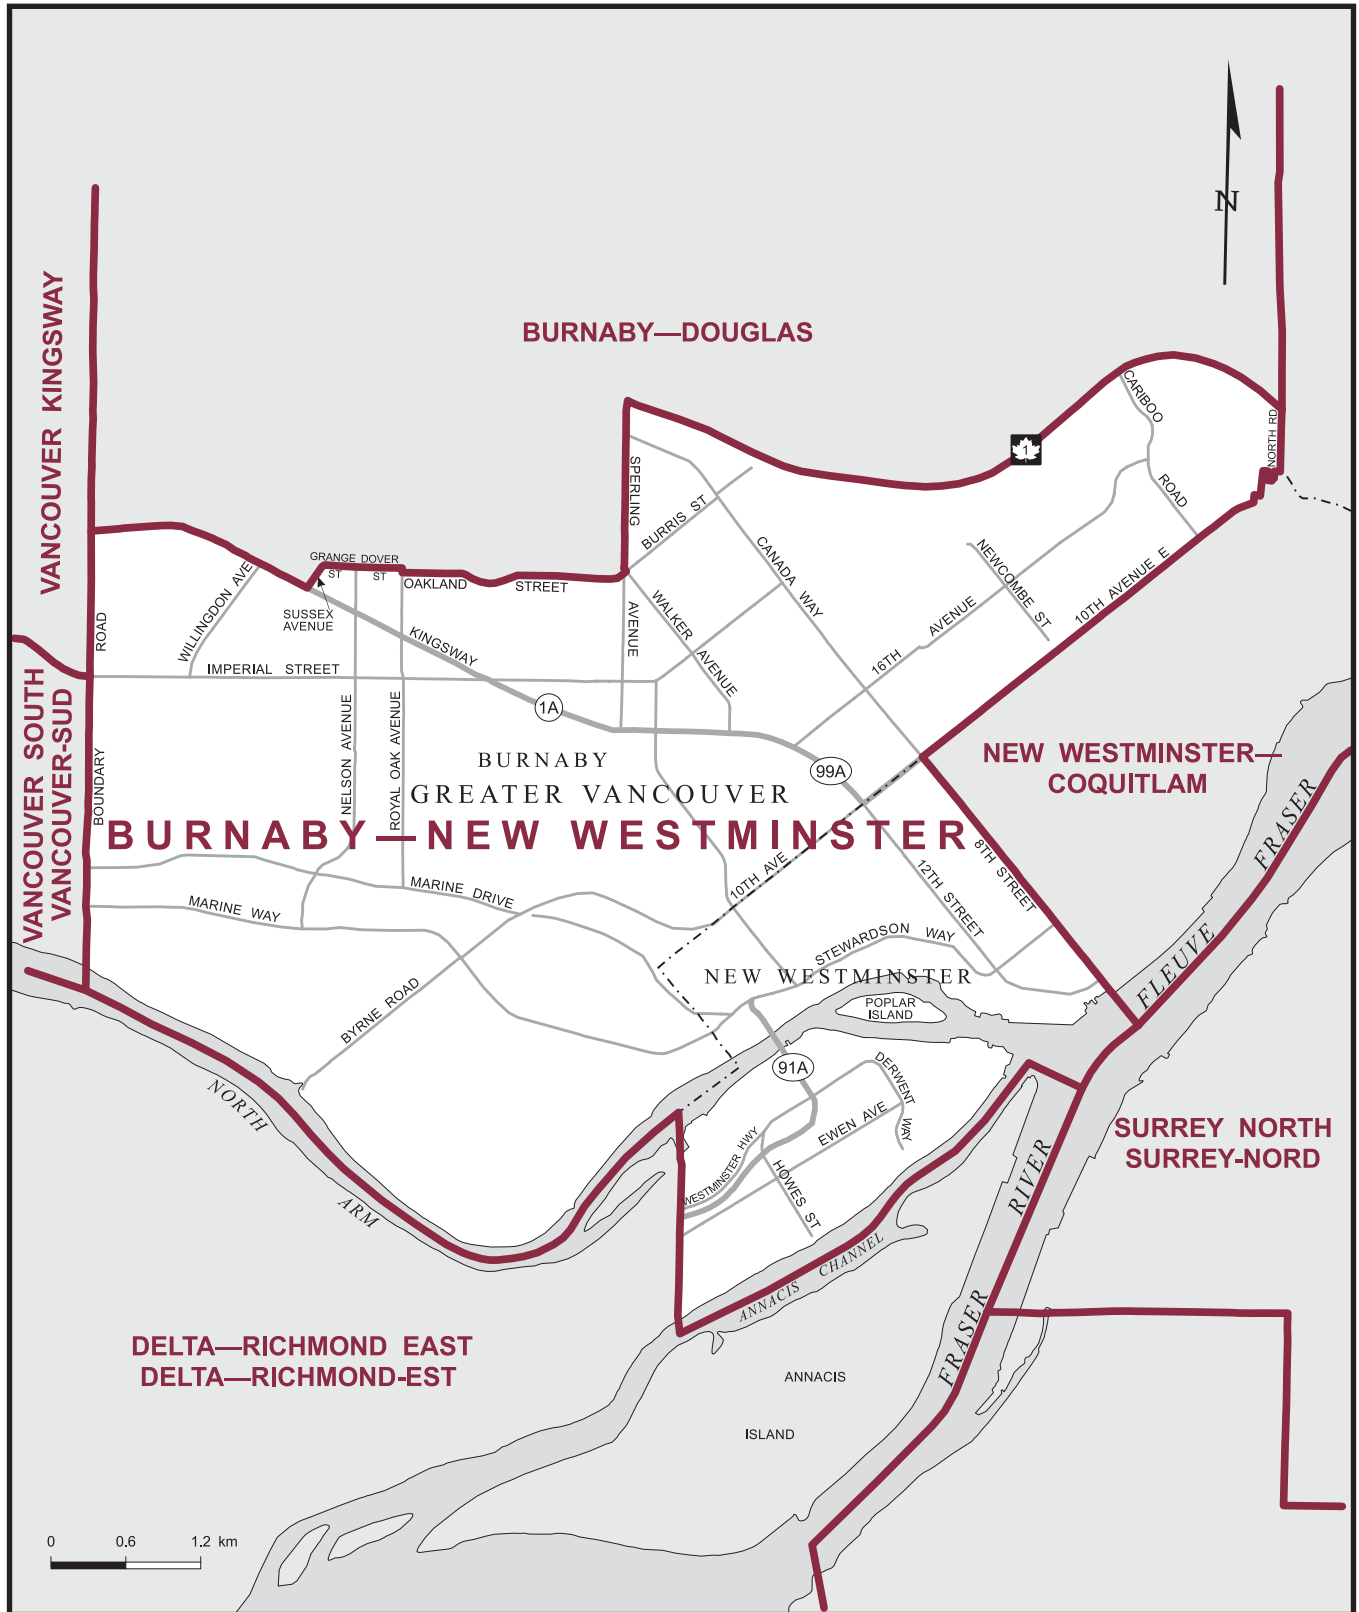 N
VANCOUVER KINGSWAY
BURNABY—DOUGLAS
CARIBOO
ROAD
NORTH RD
1
SPERLING
AVENUE
BURRIS ST
CANADA WAY
NEWCOMBE ST
10TH AVENUE E
GRANGE
ST
DOVER
ST
OAKLAND STREET
SUSSEX
AVENUE
WILLINGDON AVE
BOUNDARY ROAD
KINGSWAY
WALKER AVENUE
16TH AVENUE
IMPERIAL STREET
VANCOUVER SOUTH
VANCOUVER-SUD
NELSON AVENUE
ROYAL OAK AVENUE
1A
99A
BURNABY
GREATER VANCOUVER
BURNABY—NEW WESTMINSTER
NEW WESTMINSTER—
COQUITLAM
8TH STREET
12TH STREET
10TH AVE
MARINE DRIVE
MARINE WAY
STEWARDSON WAY
BYRNE ROAD
NEW WESTMINSTER
POPLAR
ISLAND
FLEUVE FRASER
91A
DERWENT WAY
EWEN AVE
WESTMINSTER HWY
HOWES ST
NORTH ARM
ANNACIS CHANNEL
FRASER RIVER
SURREY NORTH
SURREY-NORD
DELTA—RICHMOND EAST
DELTA—RICHMOND-EST
ANNACIS
ISLAND
0 0.6 1.2 km